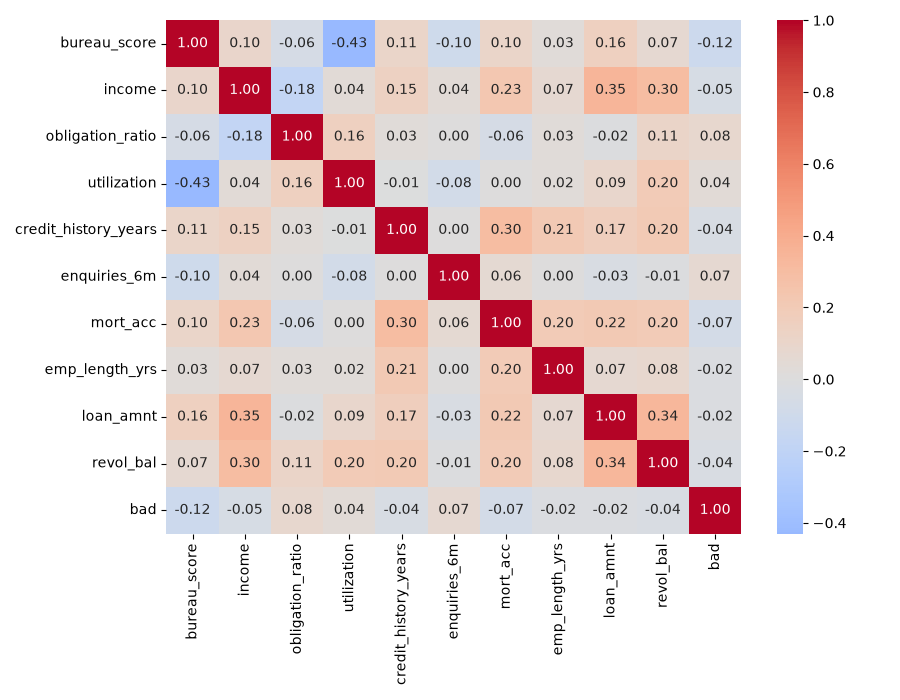 bureau_score 1.00 0.10 -0.06 -0.43 0.11 -0.10 0.10 0.03 0.16 0.07 -0.12
income 0.10 1.00 -0.18 0.04 0.15 0.04 0.23 0.07 0.35 0.30 -0.05
obligation_ratio -0.06 -0.18 1.00 0.16 0.03 0.00 -0.06 0.03 -0.02 0.11 0.08
utilization -0.43 0.04 0.16 1.00 -0.01 -0.08 0.00 0.02 0.09 0.20 0.04
credit_history_years 0.11 0.15 0.03 -0.01 1.00 0.00 0.30 0.21 0.17 0.20 -0.04
enquiries_6m -0.10 0.04 0.00 -0.08 0.00 1.00 0.06 0.00 -0.03 -0.01 0.07
mort_acc 0.10 0.23 -0.06 0.00 0.30 0.06 1.00 0.20 0.22 0.20 -0.07
emp_length_yrs 0.03 0.07 0.03 0.02 0.21 0.00 0.20 1.00 0.07 0.08 -0.02
loan_amnt 0.16 0.35 -0.02 0.09 0.17 -0.03 0.22 0.07 1.00 0.34 -0.02
revol_bal 0.07 0.30 0.11 0.20 0.20 -0.01 0.20 0.08 0.34 1.00 -0.04
bad -0.12 -0.05 0.08 0.04 -0.04 0.07 -0.07 -0.02 -0.02 -0.04 1.00
bureau_score
income
obligation_ratio
utilization
credit_history_years
enquiries_6m
mort_acc
emp_length_yrs
loan_amnt
revol_bal
bad
1.0
0.8
0.6
0.4
0.2
0.0
−0.2
−0.4